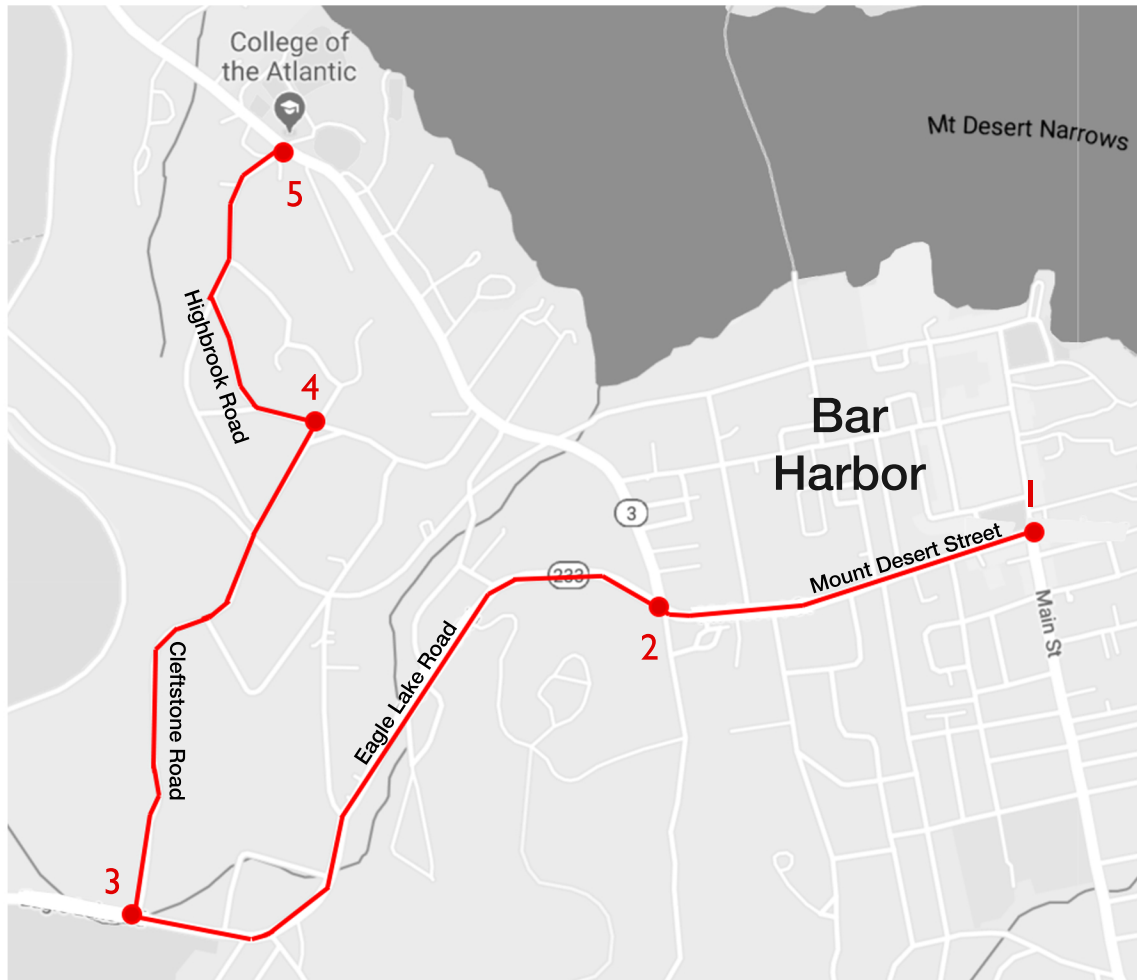 College of
the Atlantic
Mt Desert Narrows
5
Highbrook Road
4
Bar
Harbor
3
1
Mount Desert Street
233
2
Main St
Eagle Lake Road
Cleftstone Road
3